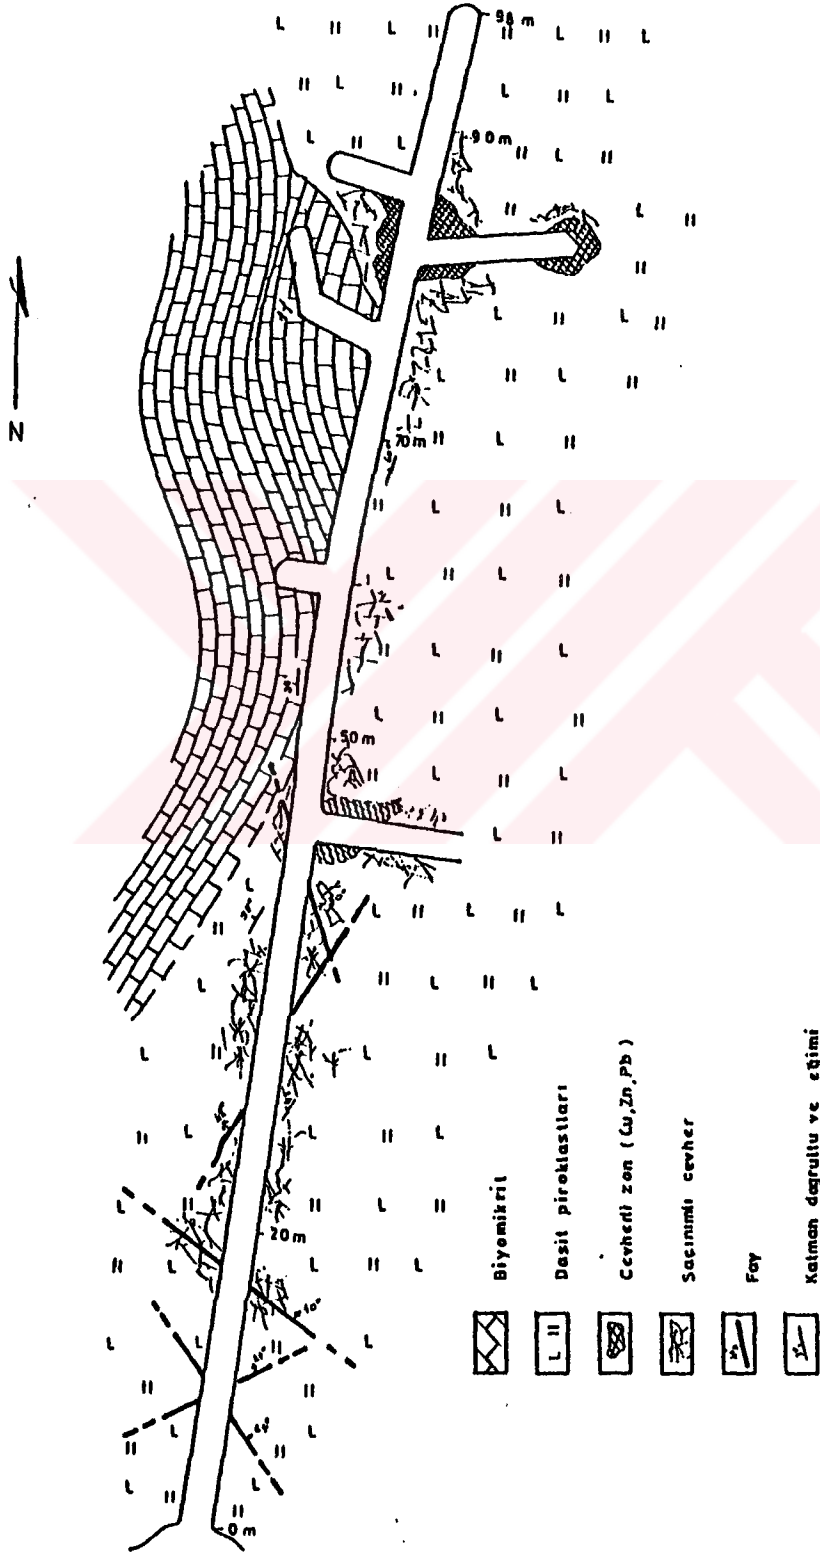 98 m
90 m
70 m
50 m
20 m
0 m
N
Biyomikrit
Dasit piroklastları
Cevherli zon (Cu,Zn,Pb)
Saçınımlı cevher
Fay
Katman doğrultu ve eğimi